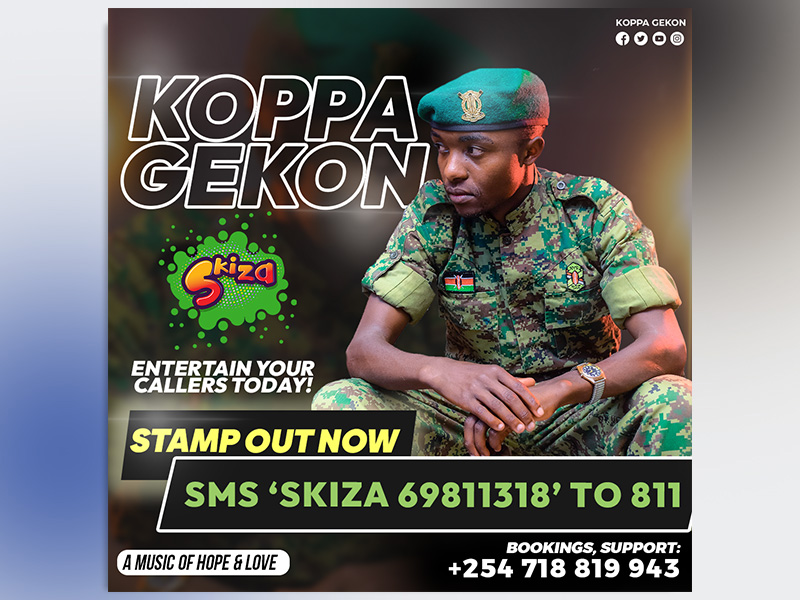 KOPPA GEKON
KOPPA
GEKON
Skiza
ENTERTAIN YOUR
CALLERS TODAY!
STAMP OUT NOW
SMS ‘SKIZA 69811318’ TO 811
A MUSIC OF HOPE & LOVE
BOOKINGS, SUPPORT:
+254 718 819 943